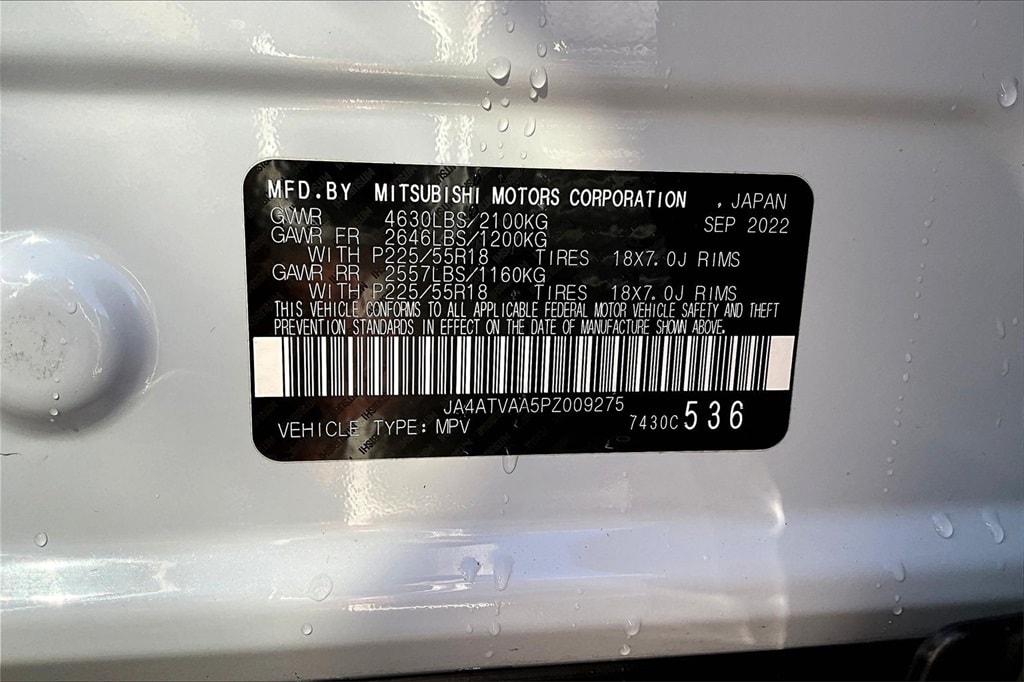 MFD.BY MITSUBISHI MOTORS CORPORATION , JAPAN
GVWR 4630LBS/2100KG SEP 2022
GAWR FR 2646LBS/1200KG
WITH P225/55R18 TIRES 18X7.0J RIMS
GAWR RR 2557LBS/1160KG
WITH P225/55R18 TIRES 18X7.0J RIMS
THIS VEHICLE CONFORMS TO ALL APPLICABLE FEDERAL MOTOR VEHICLE SAFETY AND THEFT
PREVENTION STANDARDS IN EFFECT ON THE DATE OF MANUFACTURE SHOWN ABOVE.
JA4ATVAA5PZ009275
VEHICLE TYPE: MPV 7430C 536